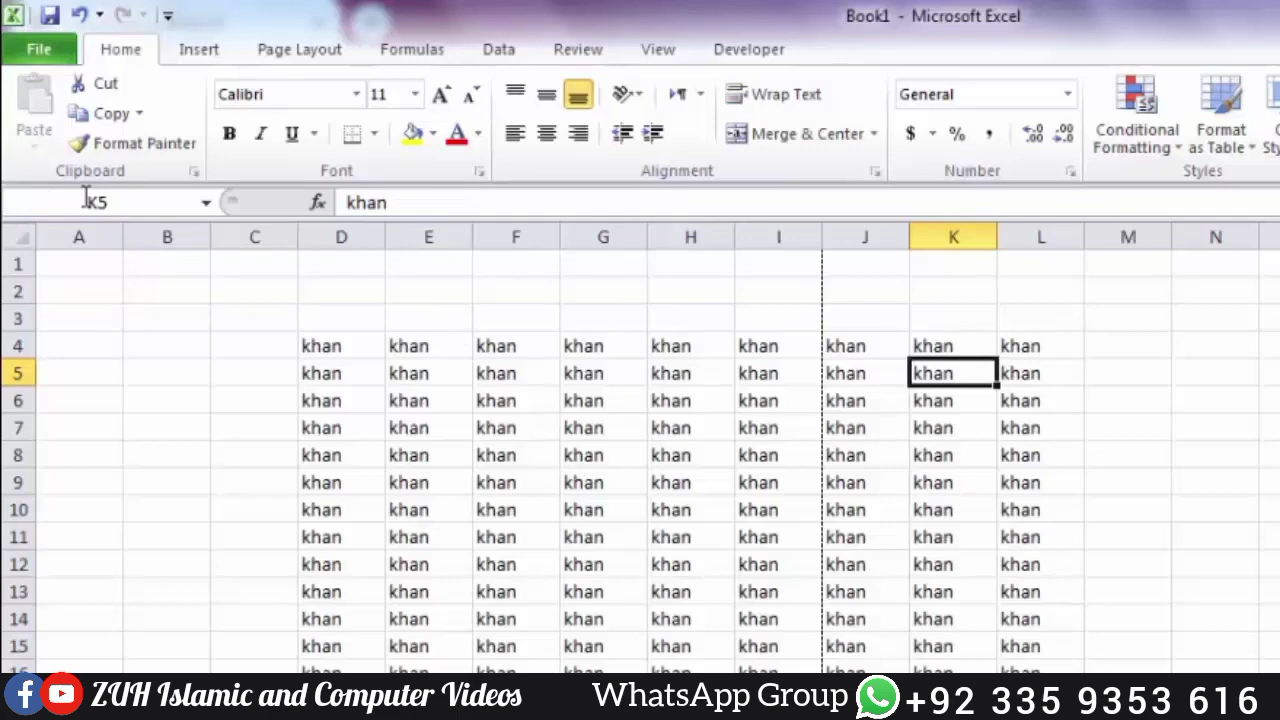 Book1 - Microsoft Excel
File Home Insert Page Layout Formulas Data Review View Developer
Cut
Copy
Format Painter
Paste
Clipboard
Calibri 11 A A
B I U A
Font
Wrap Text
Merge & Center
Alignment
General
$ % ,
Number
Conditional Formatting
Format as Table
Styles
K5 fx khan
A B C D E F G H I J K L M N
1
2
3
4 khan khan khan khan khan khan khan khan khan
5 khan khan khan khan khan khan khan khan khan
6 khan khan khan khan khan khan khan khan khan
7 khan khan khan khan khan khan khan khan khan
8 khan khan khan khan khan khan khan khan khan
9 khan khan khan khan khan khan khan khan khan
10 khan khan khan khan khan khan khan khan khan
11 khan khan khan khan khan khan khan khan khan
12 khan khan khan khan khan khan khan khan khan
13 khan khan khan khan khan khan khan khan khan
14 khan khan khan khan khan khan khan khan khan
15 khan khan khan khan khan khan khan khan khan
ZUH Islamic and Computer Videos WhatsApp Group +92 335 9353 616